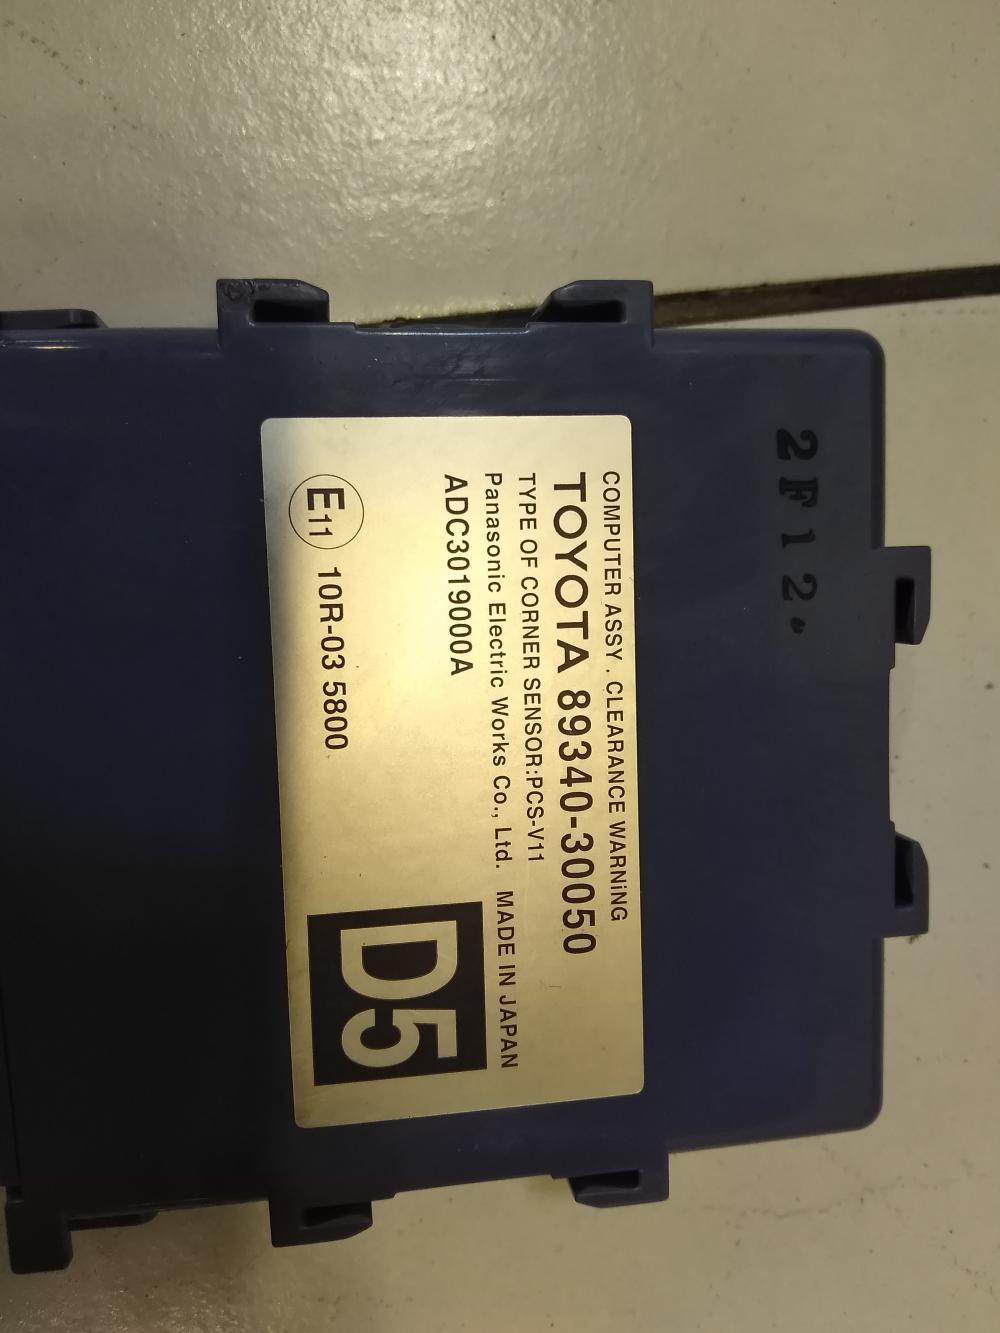 COMPUTER ASSY . CLEARANCE WARNiNG
TOYOTA 89340-30050
TYPE OF CORNER SENSOR:PCS-V11
Panasonic Electric Works Co., Ltd. MADE IN JAPAN
ADC3019000A
D5
E11 10R-03 5800
2F12.